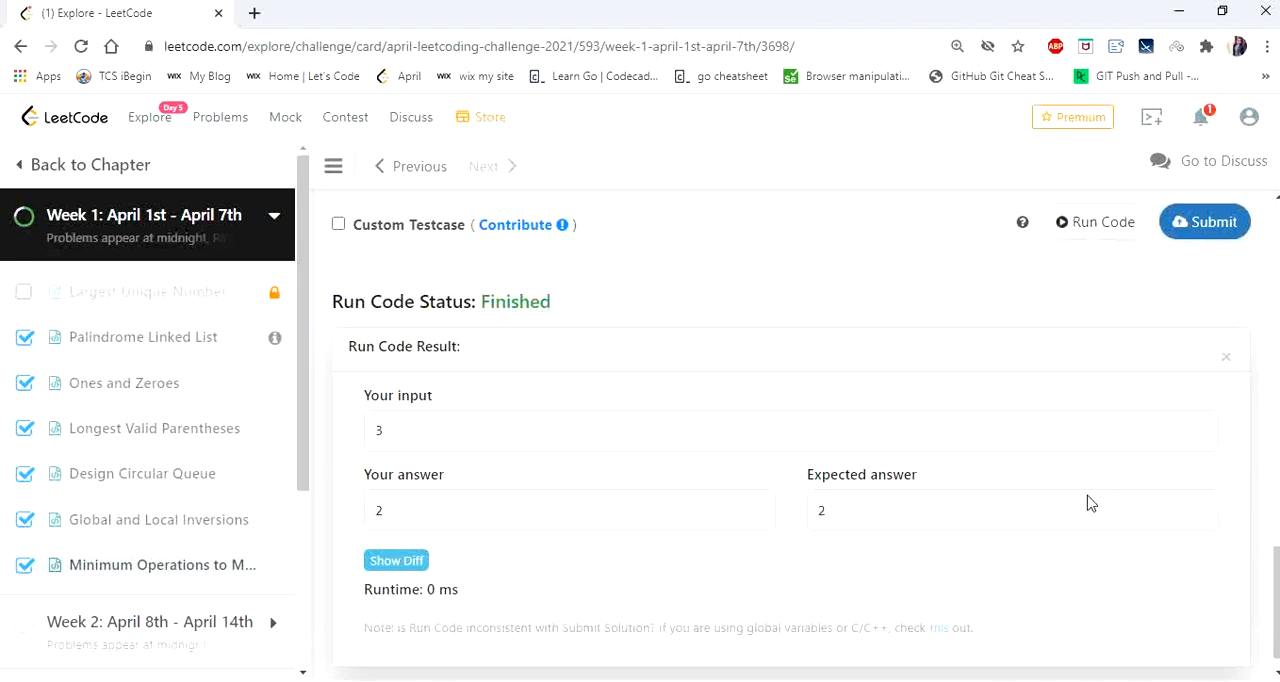 (1) Explore - LeetCode
leetcode.com/explore/challenge/card/april-leetcoding-challenge-2021/593/week-1-april-1st-april-7th/3698/
ABP
Apps TCS iBegin WIX My Blog WIX Home | Let's Code April WIX wix my site Learn Go | Codecad... go cheatsheet Browser manipulati... GitHub Git Cheat S... GIT Push and Pull -...
LeetCode Explore Day 5 Problems Mock Contest Discuss Store Premium 1
Back to Chapter
Previous Next Go to Discuss
Week 1: April 1st - April 7th
Problems appear at midnight,
Custom Testcase ( Contribute ) Run Code Submit
Largest Unique Number
Run Code Status: Finished
Palindrome Linked List
Run Code Result:
Ones and Zeroes
Your input
Longest Valid Parentheses
3
Design Circular Queue
Your answer Expected answer
Global and Local Inversions
2 2
Minimum Operations to M...
Show Diff
Runtime: 0 ms
Week 2: April 8th - April 14th
Note: Is Run Code inconsistent with Submit Solution? If you are using global variables or C/C++, check this out.
Problems appear at midnight